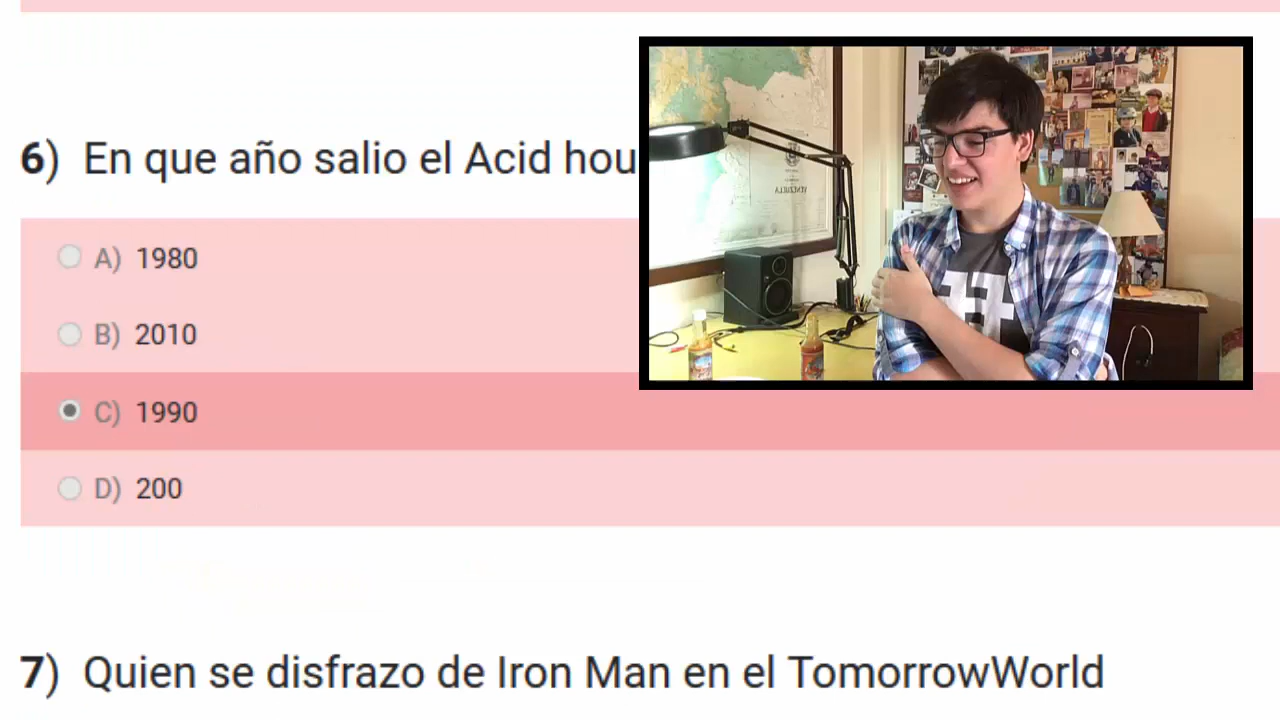 6) En que año salio el Acid hou
A) 1980
B) 2010
C) 1990
D) 200
7) Quien se disfrazo de Iron Man en el TomorrowWorld